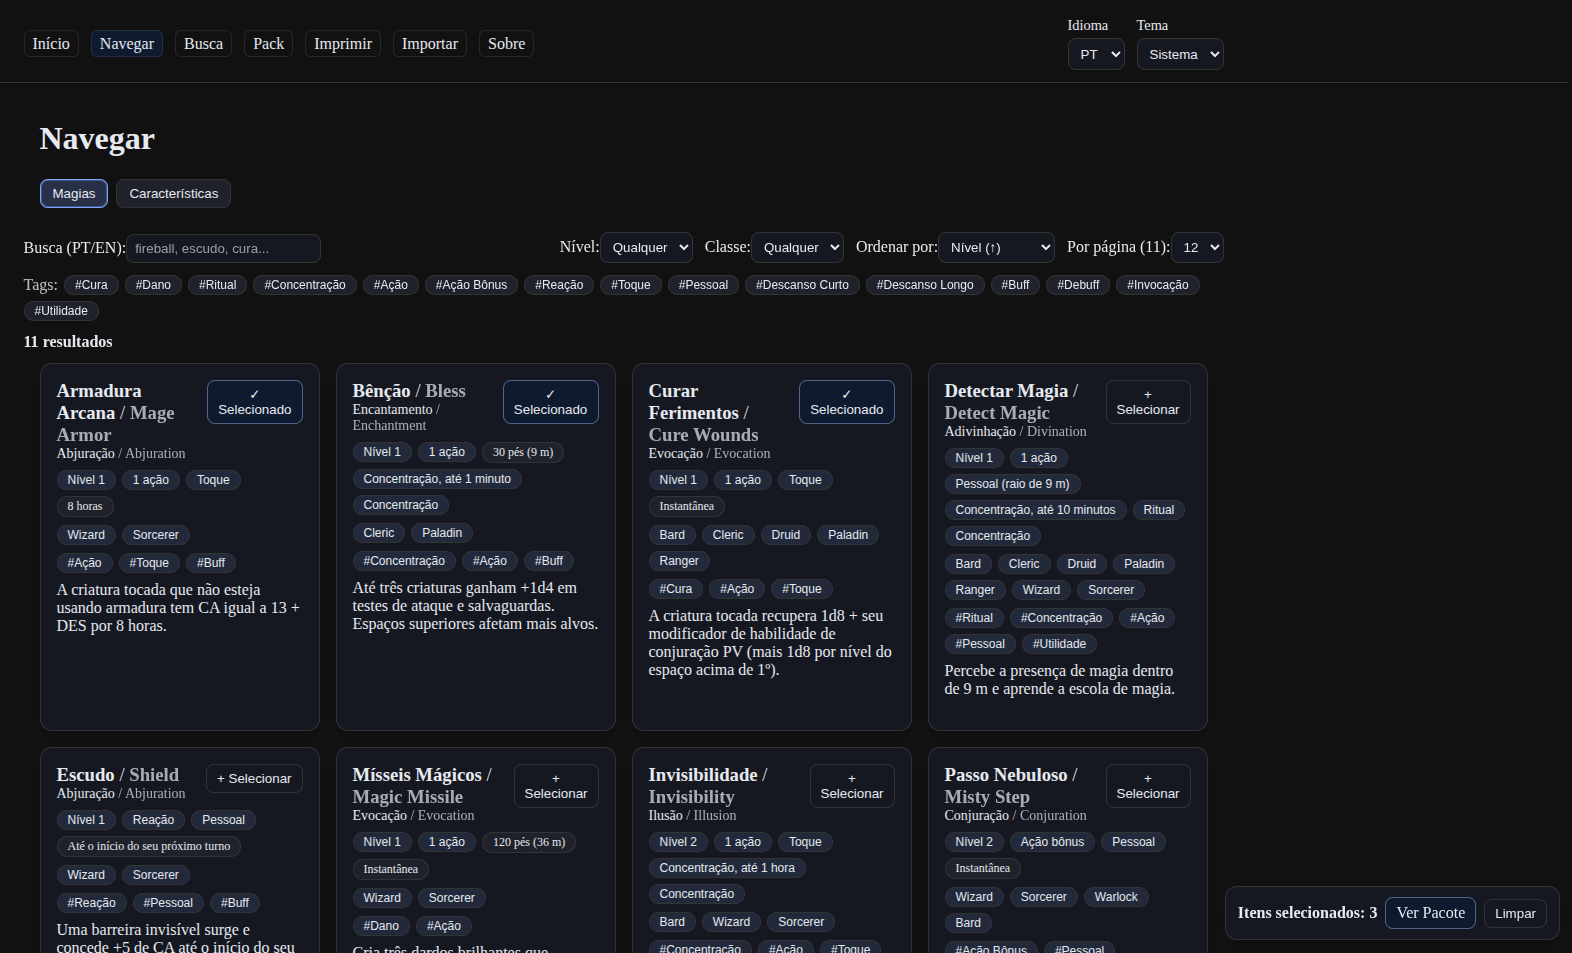 Início Navegar Busca Pack Imprimir Importar Sobre
Idioma Tema
PT Sistema
Navegar
Magias Características
Busca (PT/EN): fireball, escudo, cura... Nível: Qualquer Classe: Qualquer Ordenar por: Nível (↑) Por página (11): 12
Tags: #Cura #Dano #Ritual #Concentração #Ação #Ação Bônus #Reação #Toque #Pessoal #Descanso Curto #Descanso Longo #Buff #Debuff #Invocação
#Utilidade
11 resultados
Armadura
Arcana / Mage
Armor
Abjuração / Abjuration
✓
Selecionado
Nível 1 1 ação Toque
8 horas
Wizard Sorcerer
#Ação #Toque #Buff
A criatura tocada que não esteja
usando armadura tem CA igual a 13 +
DES por 8 horas.
Bênção / Bless
Encantamento /
Enchantment
✓
Selecionado
Nível 1 1 ação 30 pés (9 m)
Concentração, até 1 minuto
Concentração
Cleric Paladin
#Concentração #Ação #Buff
Até três criaturas ganham +1d4 em
testes de ataque e salvaguardas.
Espaços superiores afetam mais alvos.
Curar
Ferimentos /
Cure Wounds
Evocação / Evocation
✓
Selecionado
Nível 1 1 ação Toque
Instantânea
Bard Cleric Druid Paladin
Ranger
#Cura #Ação #Toque
A criatura tocada recupera 1d8 + seu
modificador de habilidade de
conjuração PV (mais 1d8 por nível do
espaço acima de 1º).
Detectar Magia /
Detect Magic
Adivinhação / Divination
+
Selecionar
Nível 1 1 ação
Pessoal (raio de 9 m)
Concentração, até 10 minutos Ritual
Concentração
Bard Cleric Druid Paladin
Ranger Wizard Sorcerer
#Ritual #Concentração #Ação
#Pessoal #Utilidade
Percebe a presença de magia dentro
de 9 m e aprende a escola de magia.
Escudo / Shield
Abjuração / Abjuration
+ Selecionar
Nível 1 Reação Pessoal
Até o início do seu próximo turno
Wizard Sorcerer
#Reação #Pessoal #Buff
Uma barreira invisível surge e
concede +5 de CA até o início do seu
Mísseis Mágicos /
Magic Missile
Evocação / Evocation
+
Selecionar
Nível 1 1 ação 120 pés (36 m)
Instantânea
Wizard Sorcerer
#Dano #Ação
Cria três dardos brilhantes que
Invisibilidade /
Invisibility
Ilusão / Illusion
+
Selecionar
Nível 2 1 ação Toque
Concentração, até 1 hora
Concentração
Bard Wizard Sorcerer
#Concentração #Ação #Toque
Passo Nebuloso /
Misty Step
Conjuração / Conjuration
+
Selecionar
Nível 2 Ação bônus Pessoal
Instantânea
Wizard Sorcerer Warlock
Bard
#Ação Bônus #Pessoal
Itens selecionados: 3 Ver Pacote Limpar